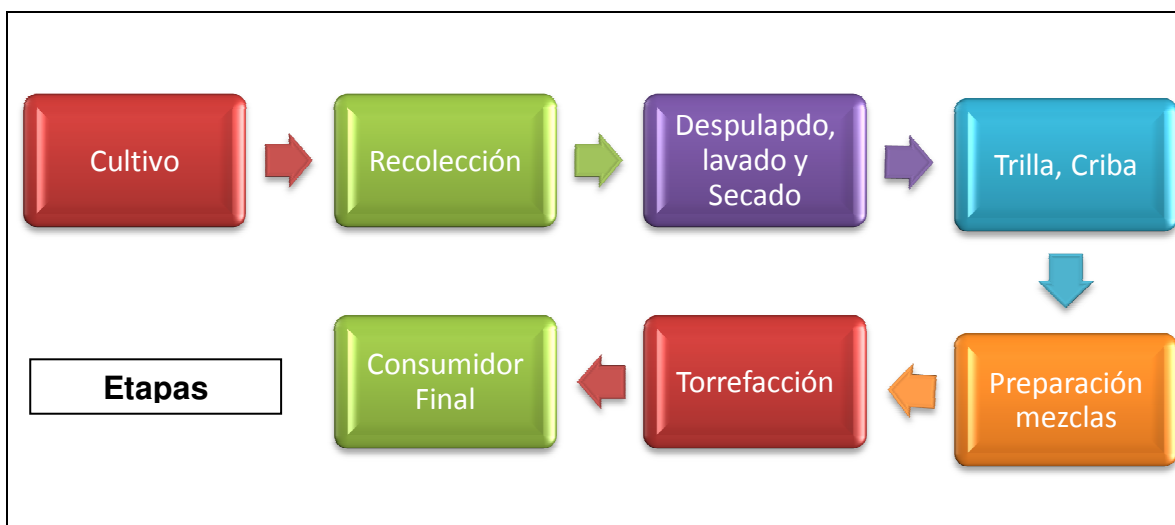 Cultivo
Recolección
Despulapdo,
lavado y
Secado
Trilla, Criba
Preparación
mezclas
Torrefacción
Consumidor
Final
Etapas